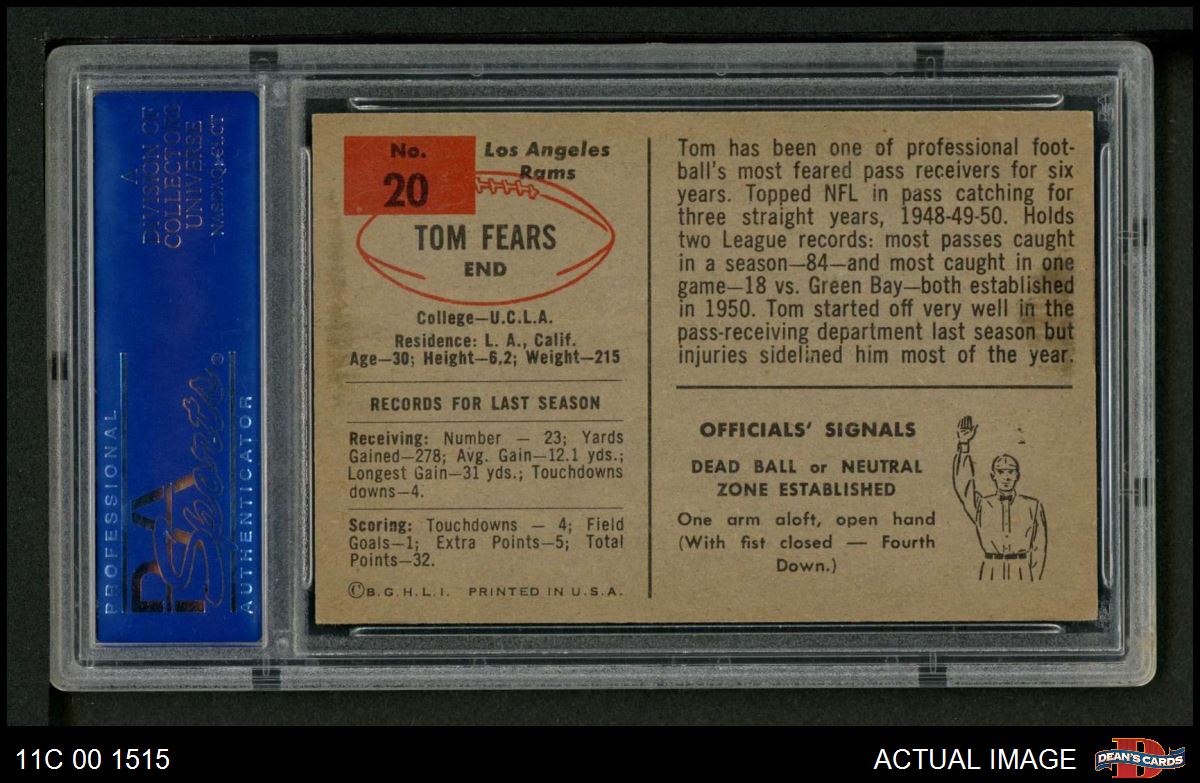 A
DIVISION OF
COLLECTORS
UNIVERSE
NASDAQ: CLCT
PROFESSIONAL
PSA
Sports®
AUTHENTICATOR
No.
20
Los Angeles
Rams
TOM FEARS
END
College—U.C.L.A.
Residence: L. A., Calif.
Age—30; Height—6.2; Weight—215
RECORDS FOR LAST SEASON
Receiving: Number — 23; Yards
Gained—278; Avg. Gain—12.1 yds.;
Longest Gain—31 yds.; Touchdowns
downs—4.
Scoring: Touchdowns — 4; Field
Goals—1; Extra Points—5; Total
Points—32.
©B.G.H.L.I. PRINTED IN U.S.A.
Tom has been one of professional foot-
ball's most feared pass receivers for six
years. Topped NFL in pass catching for
three straight years, 1948-49-50. Holds
two League records: most passes caught
in a season—84—and most caught in one
game—18 vs. Green Bay—both established
in 1950. Tom started off very well in the
pass-receiving department last season but
injuries sidelined him most of the year.
OFFICIALS' SIGNALS
DEAD BALL or NEUTRAL
ZONE ESTABLISHED
One arm aloft, open hand
(With fist closed — Fourth
Down.)
11C 00 1515
ACTUAL IMAGE
D
DEAN'S CARDS